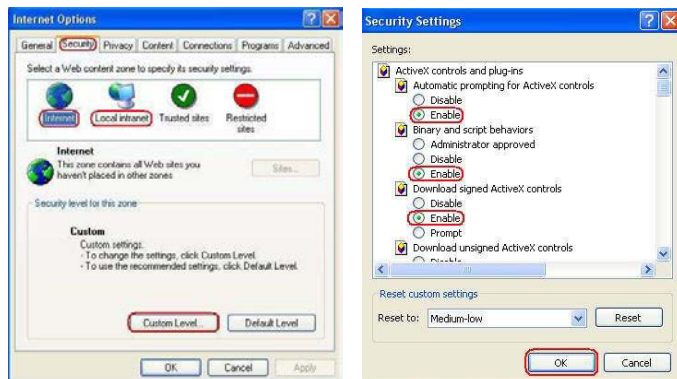 Internet Options
General Security Privacy Content Connections Programs Advanced
Select a Web content zone to specify its security settings.
Internet Local intranet Trusted sites Restricted
sites
Internet
This zone contains all Web sites you
haven't placed in other zones
Sites...
Security level for this zone
Custom
Custom settings.
- To change the settings, click Custom Level.
- To use the recommended settings, click Default Level.
Custom Level... Default Level
OK Cancel Apply
Security Settings
Settings:
ActiveX controls and plug-ins
Automatic prompting for ActiveX controls
Disable
Enable
Binary and script behaviors
Administrator approved
Disable
Enable
Download signed ActiveX controls
Disable
Enable
Prompt
Download unsigned ActiveX controls
Reset custom settings
Reset to: Medium-low Reset
OK Cancel